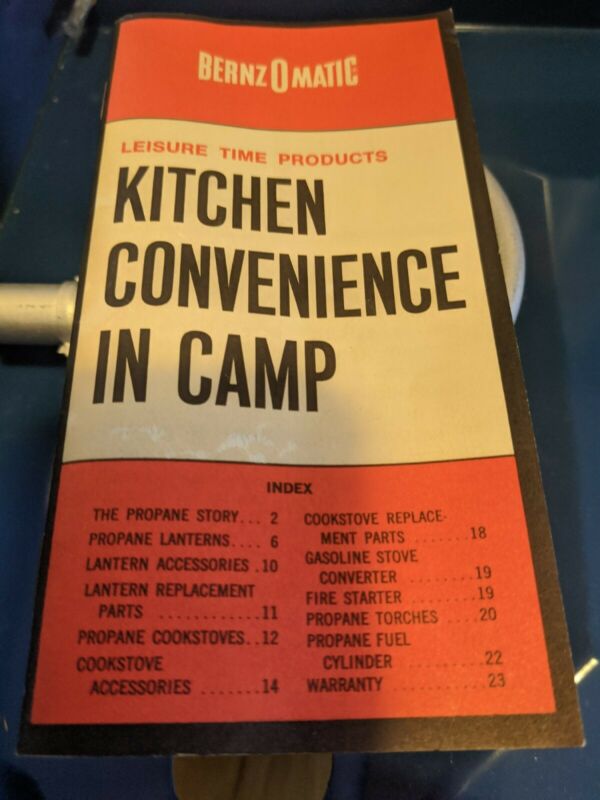 BERNZOMATIC
LEISURE TIME PRODUCTS
KITCHEN
CONVENIENCE
IN CAMP
INDEX
THE PROPANE STORY... 2
PROPANE LANTERNS.... 6
LANTERN ACCESSORIES .10
LANTERN REPLACEMENT
PARTS ............11
PROPANE COOKSTOVES..12
COOKSTOVE
ACCESSORIES .......14
COOKSTOVE REPLACE-
MENT PARTS .......18
GASOLINE STOVE
CONVERTER ........19
FIRE STARTER ........19
PROPANE TORCHES ....20
PROPANE FUEL
CYLINDER .........22
WARRANTY ...........23